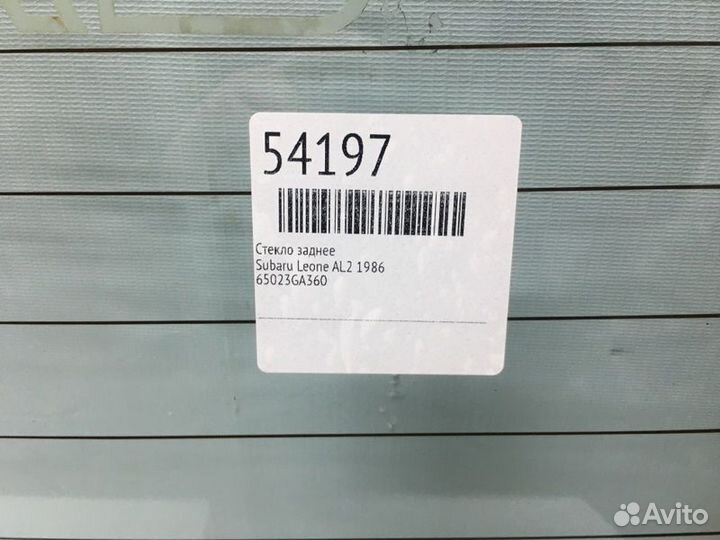 54197
Стекло заднее
Subaru Leone AL2 1986
65023GA360
Avito